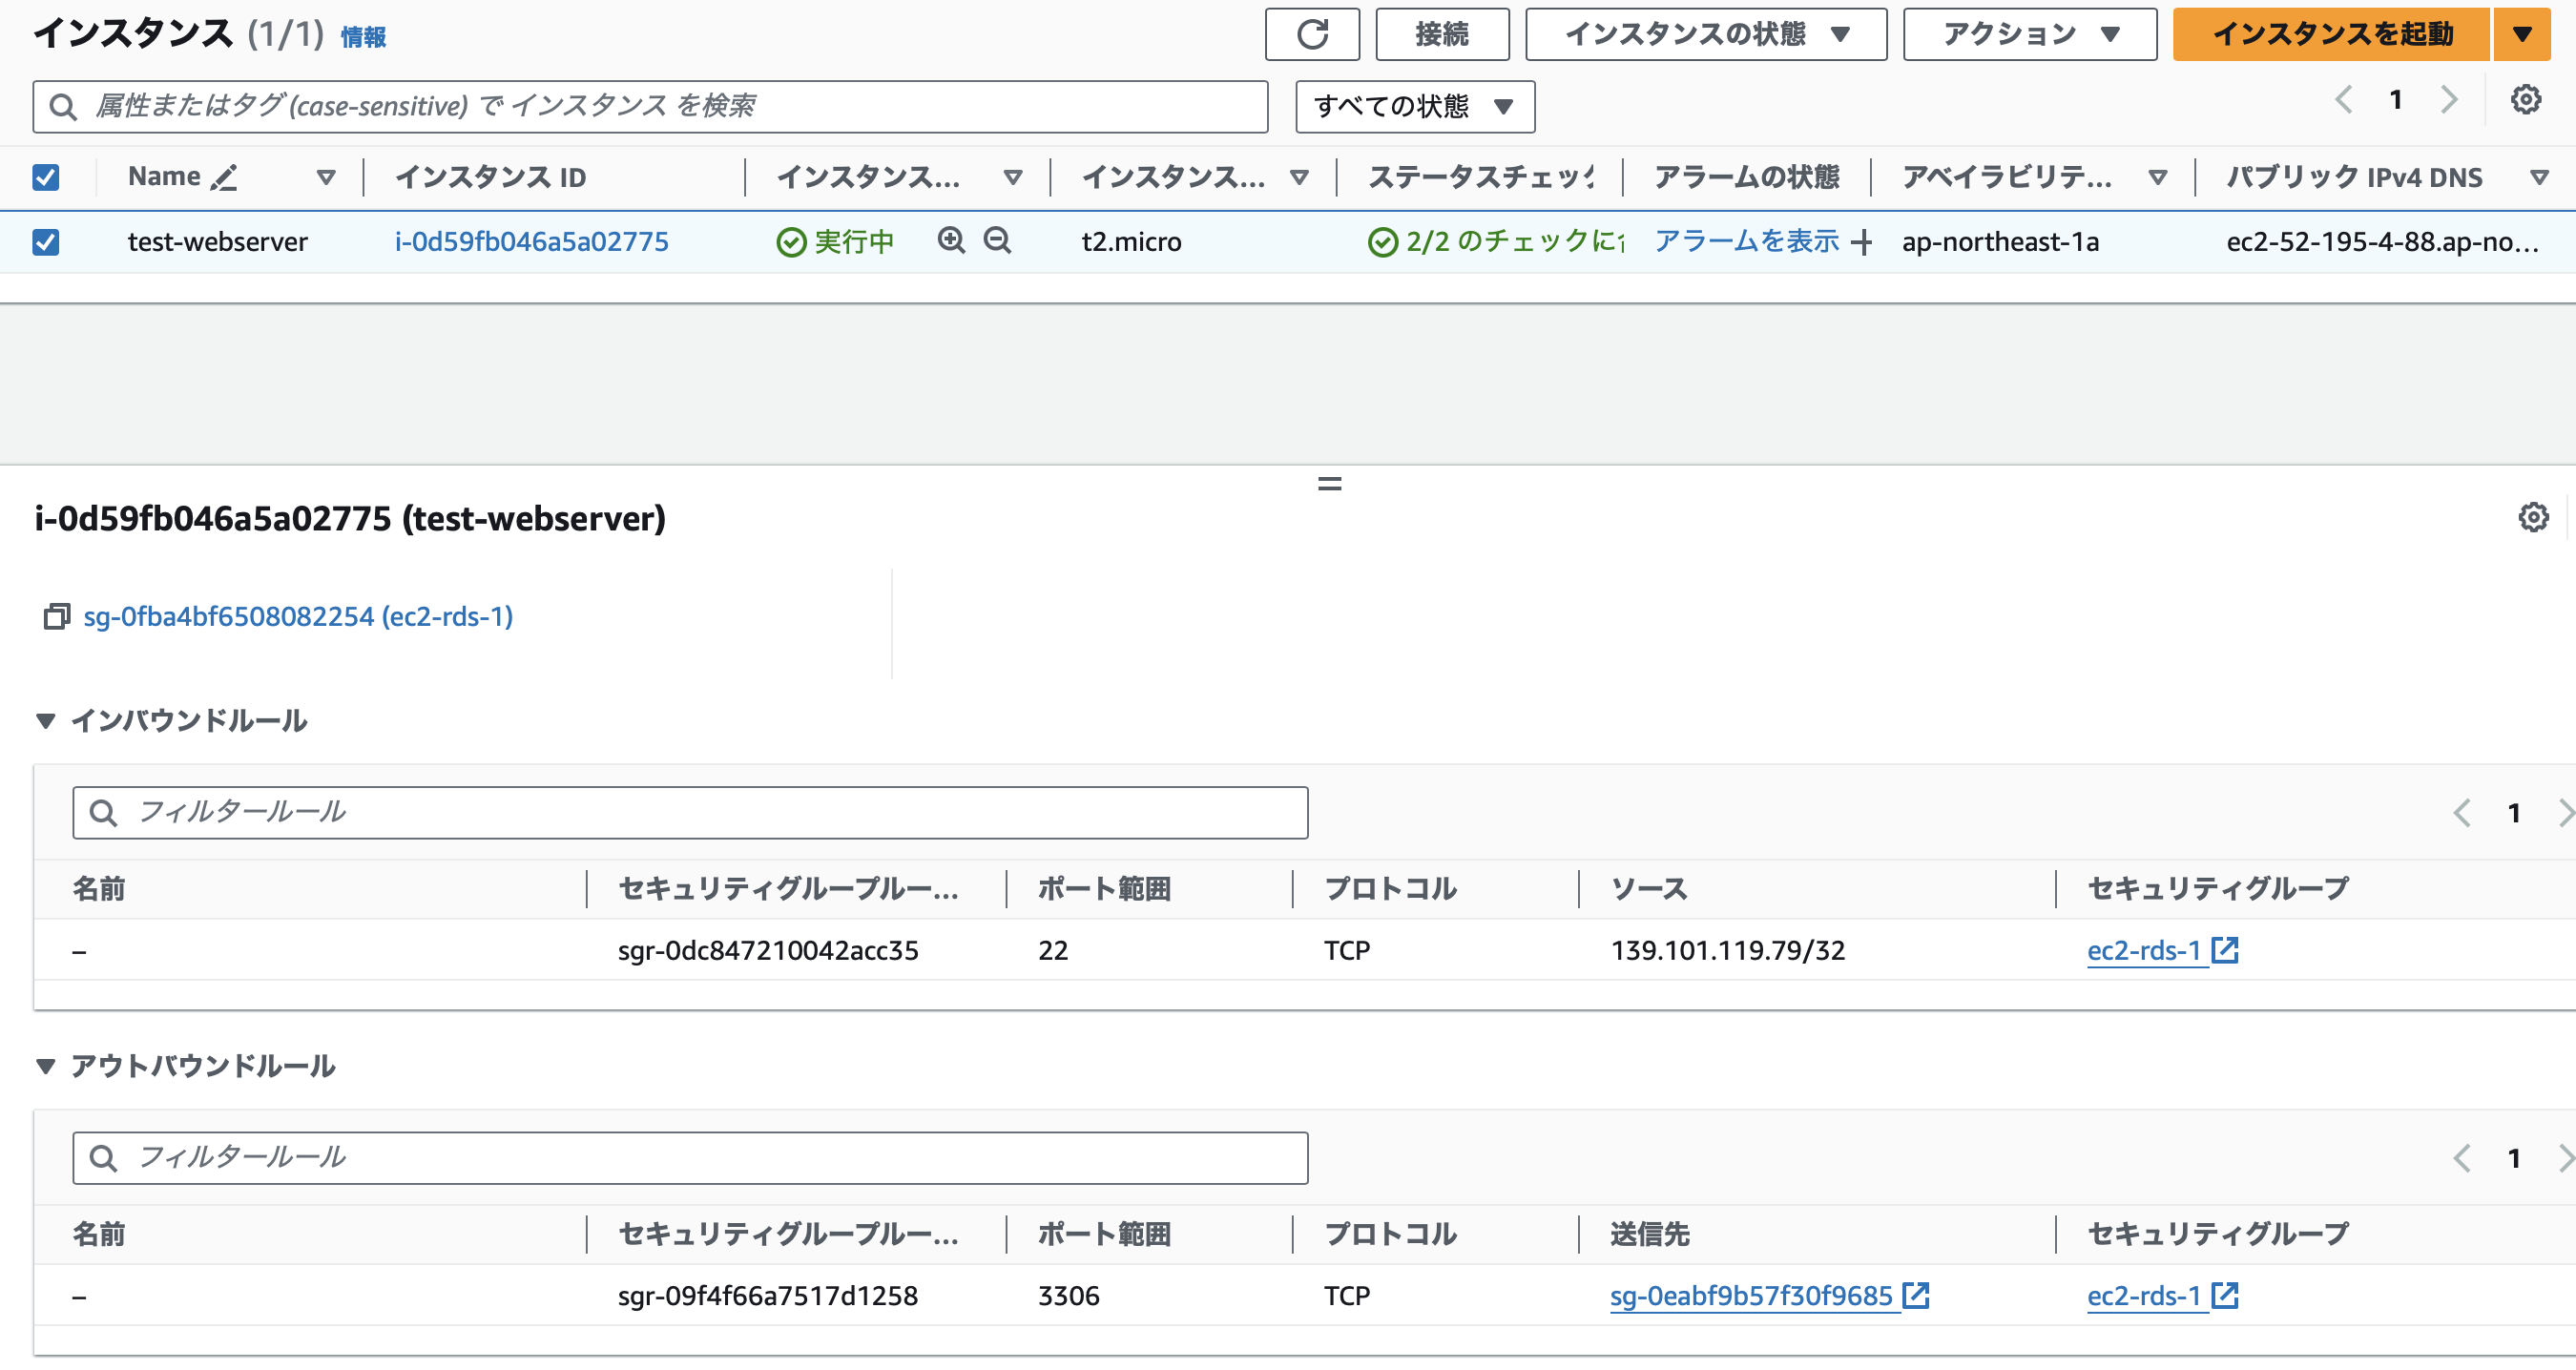 インスタンス (1/1) 情報
接続 インスタンスの状態 アクション インスタンスを起動
属性またはタグ (case-sensitive) で インスタンス を検索 すべての状態 1
Name インスタンス ID インスタンス... インスタンス... ステータスチェック アラームの状態 アベイラビリテ... パブリック IPv4 DNS
test-webserver i-0d59fb046a5a02775 実行中 t2.micro 2/2 のチェックに アラームを表示 ap-northeast-1a ec2-52-195-4-88.ap-no...
i-0d59fb046a5a02775 (test-webserver)
sg-0fba4bf6508082254 (ec2-rds-1)
インバウンドルール
フィルタールール 1
名前 セキュリティグループルー... ポート範囲 プロトコル ソース セキュリティグループ
– sgr-0dc847210042acc35 22 TCP 139.101.119.79/32 ec2-rds-1
アウトバウンドルール
フィルタールール 1
名前 セキュリティグループルー... ポート範囲 プロトコル 送信先 セキュリティグループ
– sgr-09f4f66a7517d1258 3306 TCP sg-0eabf9b57f30f9685 ec2-rds-1